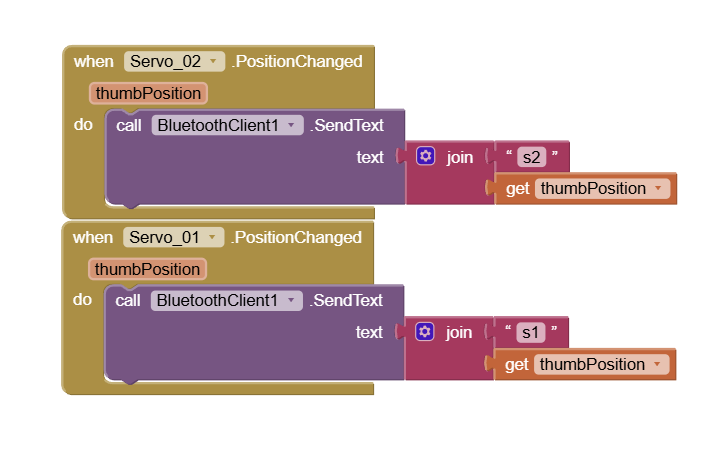 when Servo_02 .PositionChanged
thumbPosition
do call BluetoothClient1 .SendText
text join “ s2 ”
get thumbPosition
when Servo_01 .PositionChanged
thumbPosition
do call BluetoothClient1 .SendText
text join “ s1 ”
get thumbPosition